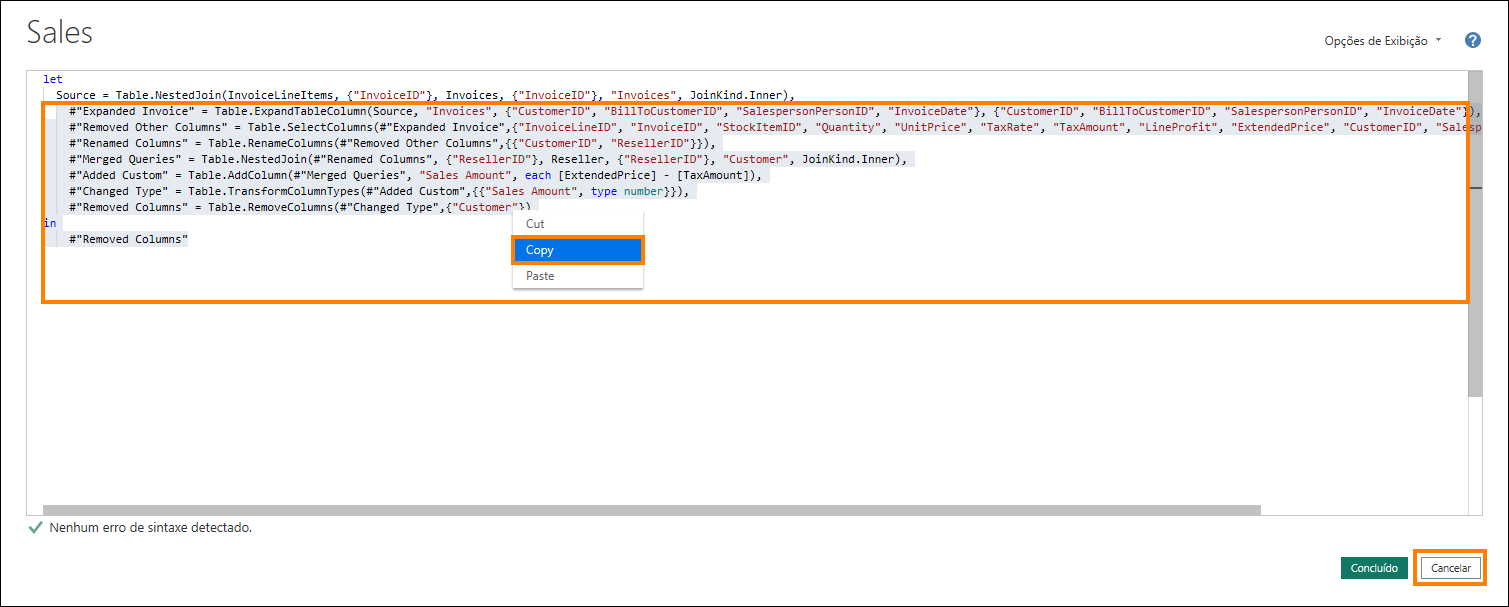 Sales
Opções de Exibição
?
let
Source = Table.NestedJoin(InvoiceLineItems, {"InvoiceID"}, Invoices, {"InvoiceID"}, "Invoices", JoinKind.Inner),
#"Expanded Invoice" = Table.ExpandTableColumn(Source, "Invoices", {"CustomerID", "BillToCustomerID", "SalespersonPersonID", "InvoiceDate"}, {"CustomerID", "BillToCustomerID", "SalespersonPersonID", "InvoiceDate"}),
#"Removed Other Columns" = Table.SelectColumns(#"Expanded Invoice",{"InvoiceLineID", "InvoiceID", "StockItemID", "Quantity", "UnitPrice", "TaxRate", "TaxAmount", "LineProfit", "ExtendedPrice", "CustomerID", "Salesp
#"Renamed Columns" = Table.RenameColumns(#"Removed Other Columns",{{"CustomerID", "ResellerID"}}),
#"Merged Queries" = Table.NestedJoin(#"Renamed Columns", {"ResellerID"}, Reseller, {"ResellerID"}, "Customer", JoinKind.Inner),
#"Added Custom" = Table.AddColumn(#"Merged Queries", "Sales Amount", each [ExtendedPrice] - [TaxAmount]),
#"Changed Type" = Table.TransformColumnTypes(#"Added Custom",{{"Sales Amount", type number}}),
#"Removed Columns" = Table.RemoveColumns(#"Changed Type",{"Customer"})
in
#"Removed Columns"
Cut
Copy
Paste
Nenhum erro de sintaxe detectado.
Concluído
Cancelar